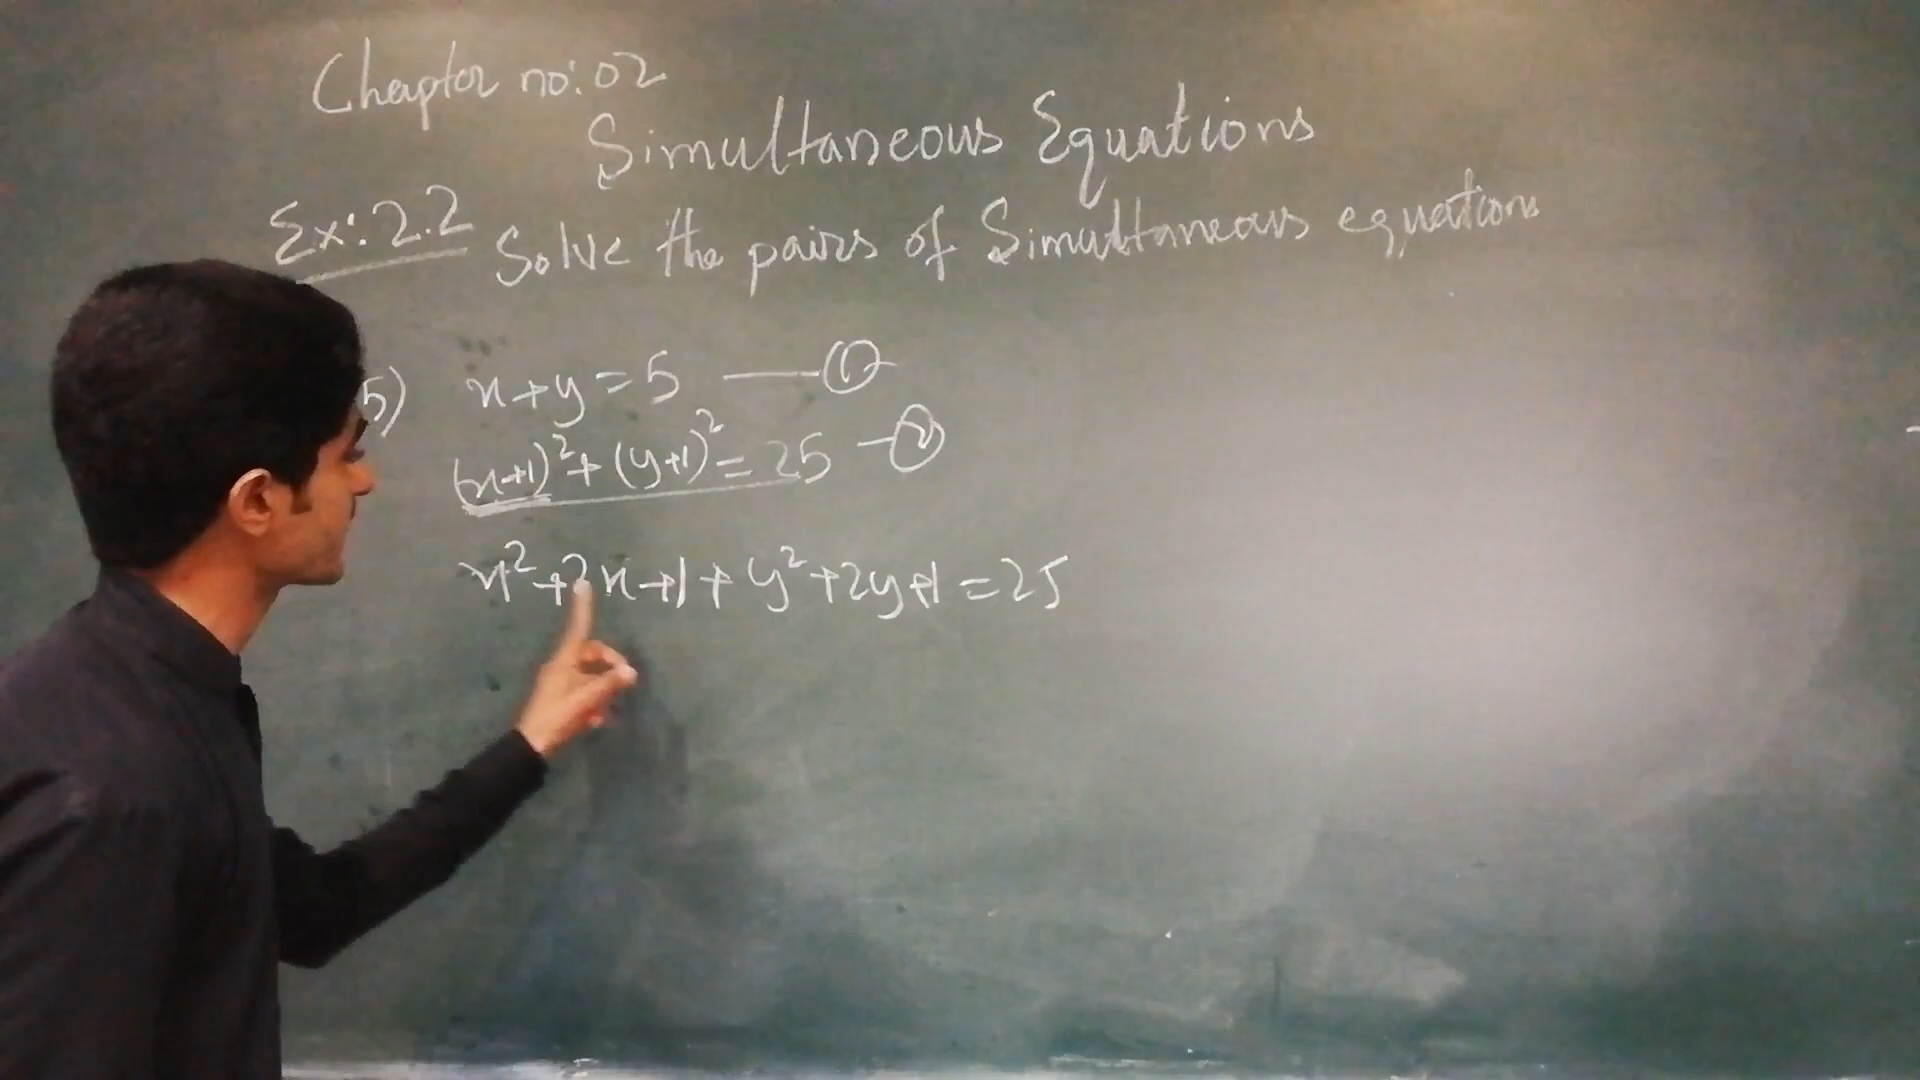 Chapter no: 02
Simultaneous Equations
Ex: 2.2 Solve the pairs of Simultaneous equations
5) x+y=5 —①
(x+1)²+(y+1)²=25 —②
x²+2x+1+y²+2y+1=25